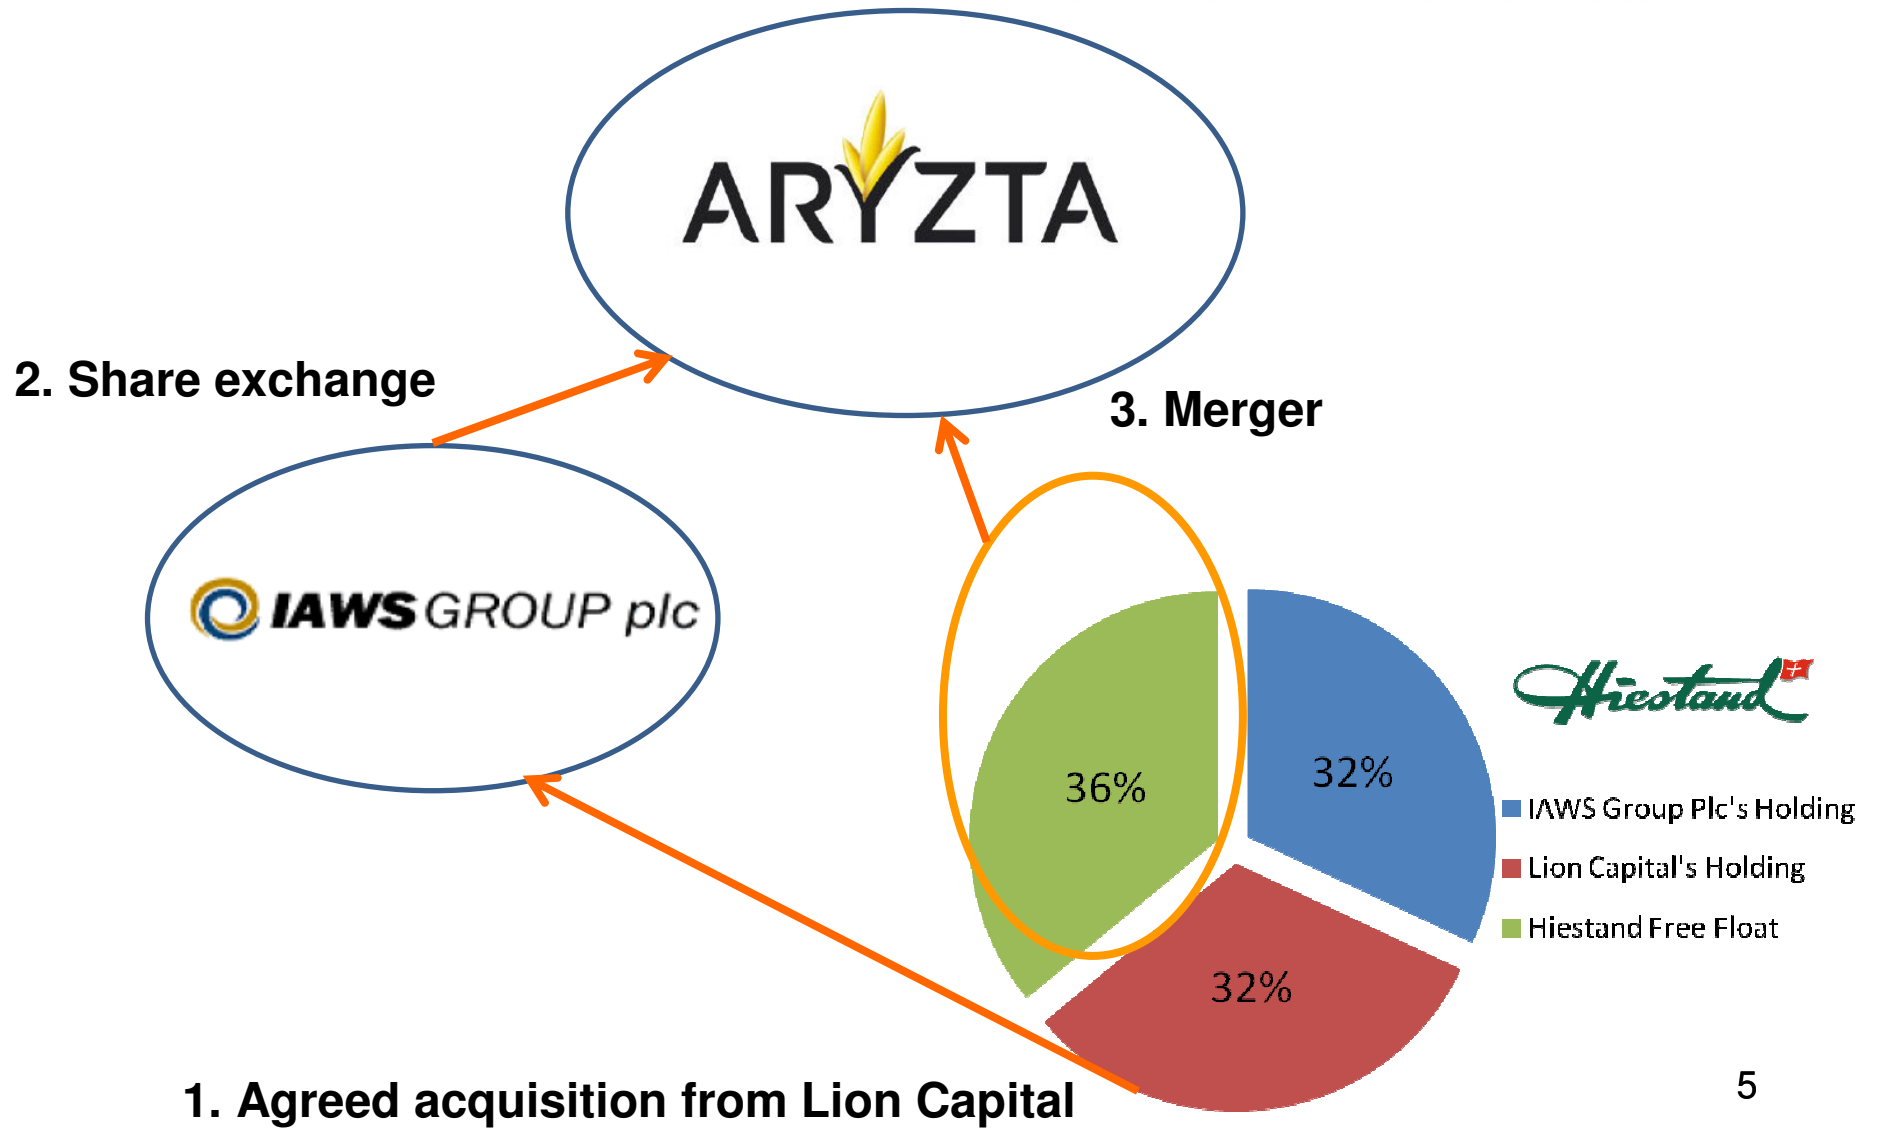 ARYZTA
2. Share exchange
3. Merger
IAWS GROUP plc
Hiestand
36%
32%
IAWS Group Plc's Holding
Lion Capital's Holding
Hiestand Free Float
32%
1. Agreed acquisition from Lion Capital
5